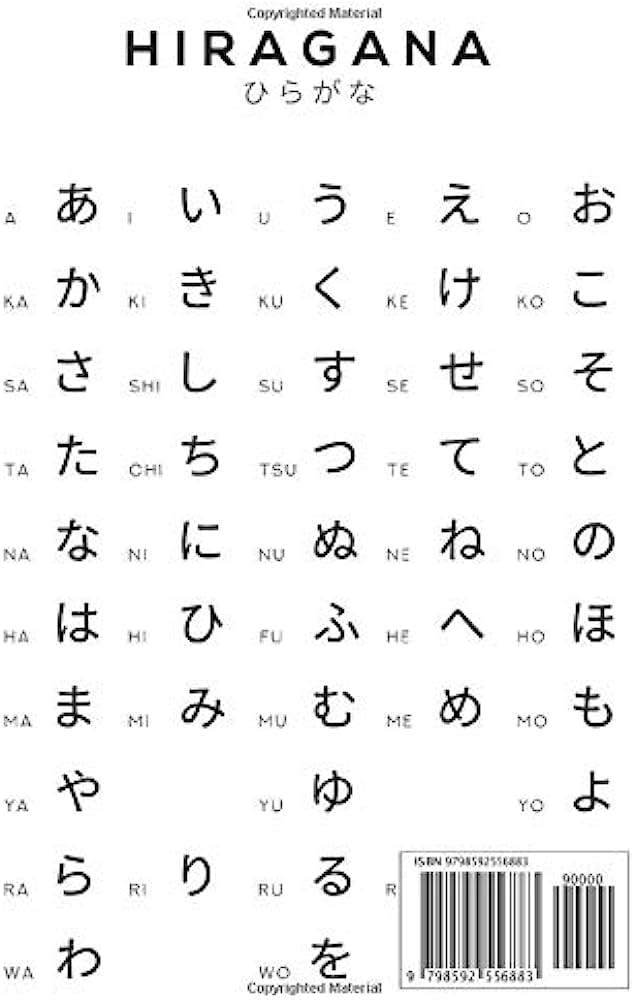 Copyrighted Material
HIRAGANA
ひらがな
A あ I い U う E え O お
KA か KI き KU く KE け KO こ
SA さ SHI し SU す SE せ SO そ
TA た CHI ち TSU つ TE て TO と
NA な NI に NU ぬ NE ね NO の
HA は HI ひ FU ふ HE へ HO ほ
MA ま MI み MU む ME め MO も
YA や YU ゆ YO よ
RA ら RI り RU る R
WA わ WO を
ISBN 9798592556883
90000
9 798592 556883
Copyrighted Material